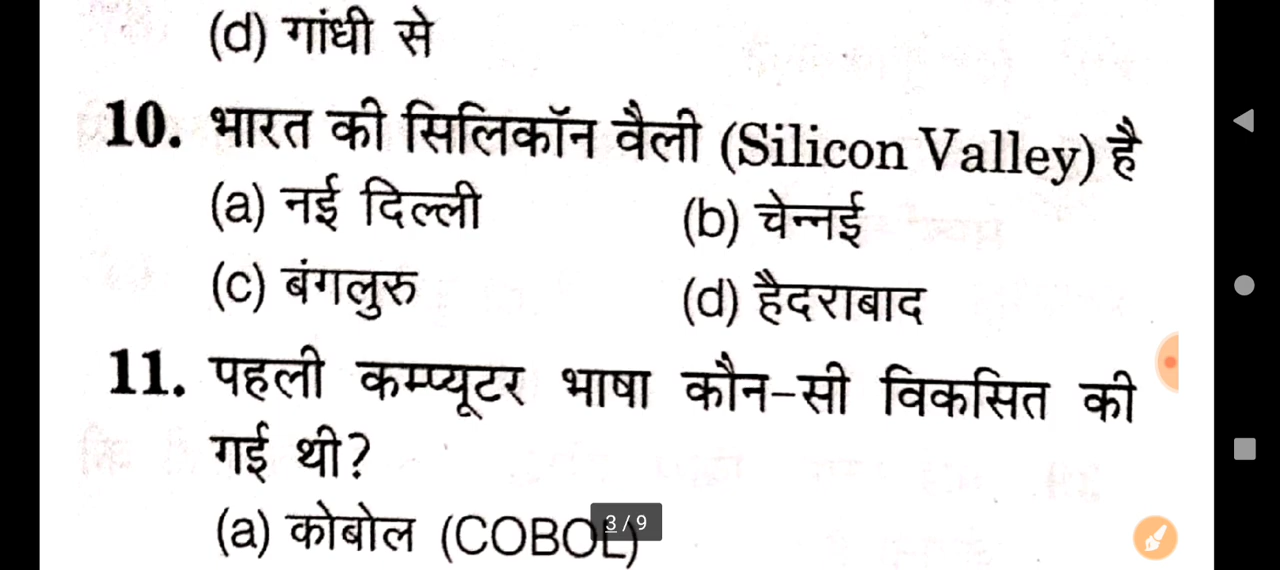 (d) गांधी से
10. भारत की सिलिकॉन वैली (Silicon Valley) है
(a) नई दिल्ली (b) चेन्नई
(c) बंगलुरु (d) हैदराबाद
11. पहली कम्प्यूटर भाषा कौन-सी विकसित की
गई थी?
(a) कोबोल (COBOL)
3 / 9